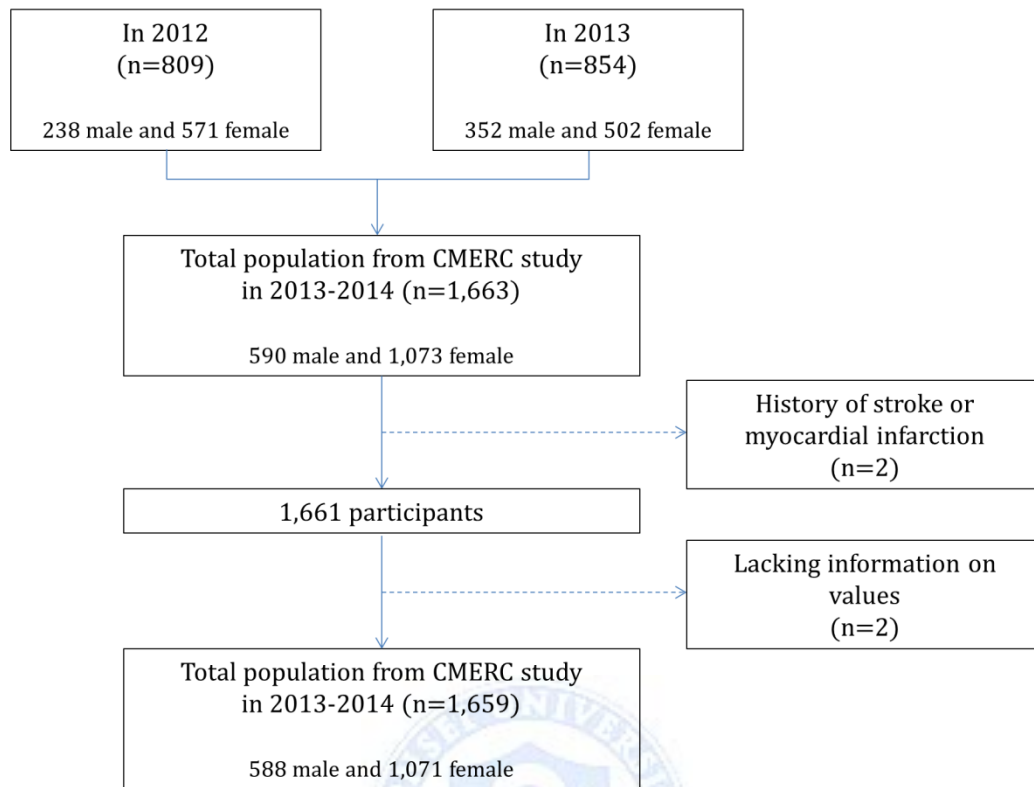 In 2012
(n=809)
238 male and 571 female
In 2013
(n=854)
352 male and 502 female
Total population from CMERC study
in 2013-2014 (n=1,663)
590 male and 1,073 female
History of stroke or
myocardial infarction
(n=2)
1,661 participants
Lacking information on
values
(n=2)
Total population from CMERC study
in 2013-2014 (n=1,659)
588 male and 1,071 female